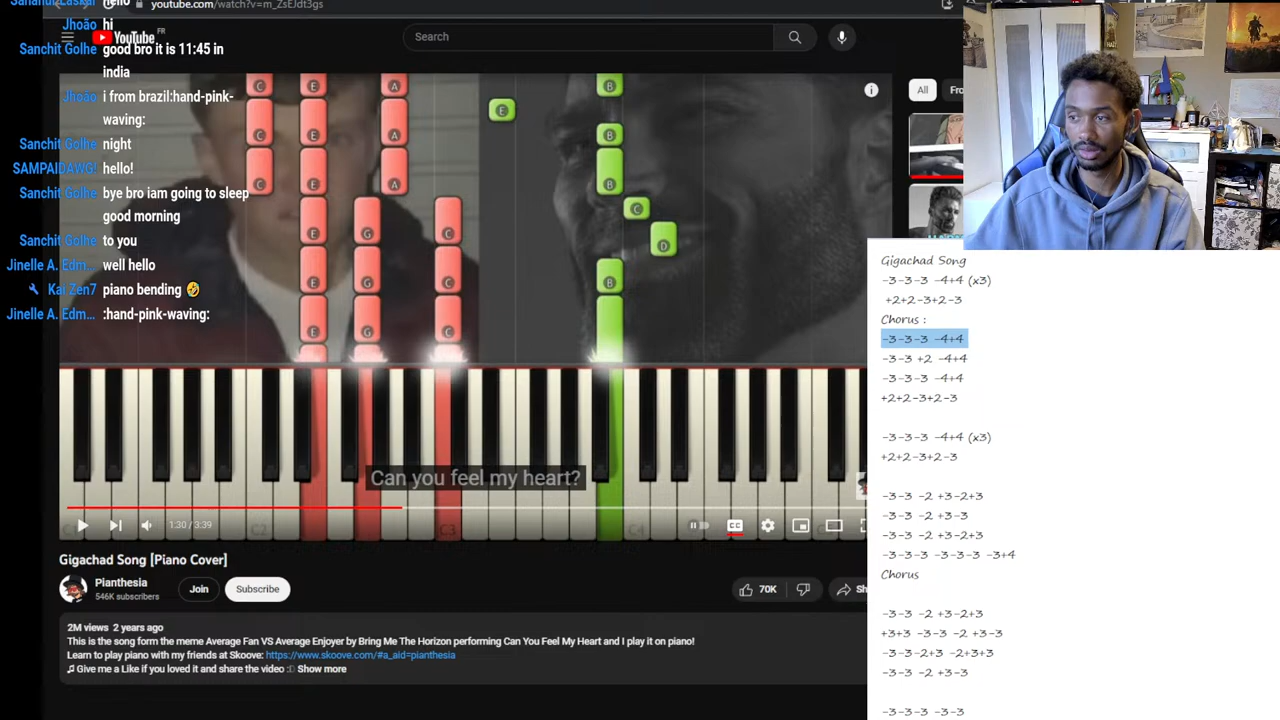 hello
Jhoão hi
Sanchit Golhe good bro it is 11:45 in
india
Jhoão i from brazil:hand-pink-
waving:
Sanchit Golhe night
SAMPAIDAWG! hello!
Sanchit Golhe bye bro iam going to sleep
good morning
Sanchit Golhe to you
Jinelle A. Edm... well hello
Kai Zen7 piano bending 🤣
Jinelle A. Edm... :hand-pink-waving:
youtube.com/watch?v=m_ZsEJdt3gs
YouTube FR
Search
All
C E A
B
E
C E A B
C E A B
C
E G C D
E G C B
E G C
Can you feel my heart?
C2 C3 C4
1:30 / 3:39
CC
Gigachad Song [Piano Cover]
Pianthesia
546K subscribers
Join
Subscribe
70K
2M views 2 years ago
This is the song form the meme Average Fan VS Average Enjoyer by Bring Me The Horizon performing Can You Feel My Heart and I play it on piano!
Learn to play piano with my friends at Skoove: https://www.skoove.com/#a_aid=pianthesia
♫ Give me a Like if you loved it and share the video :D Show more
Gigachad Song
-3-3-3 -4+4 (x3)
+2+2-3+2-3
Chorus :
-3-3-3 -4+4
-3-3 +2 -4+4
-3-3-3 -4+4
+2+2-3+2-3
-3-3-3 -4+4 (x3)
+2+2-3+2-3
-3-3 -2 +3-2+3
-3-3 -2 +3-3
-3-3 -2 +3-2+3
-3-3-3 -3-3-3 -3+4
Chorus
-3-3 -2 +3-2+3
+3+3 -3-3 -2 +3-3
-3-3-2+3 -2+3+3
-3-3 -2 +3-3
-3-3-3 -3-3